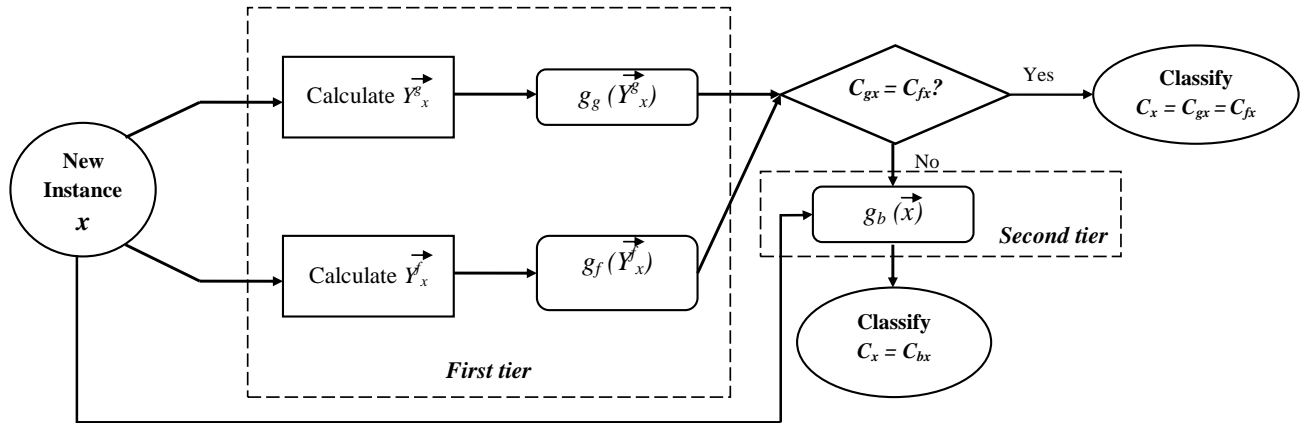 New
Instance
x
Calculate Y^g_x
g_g (Y^g_x)
C_gx = C_fx?
Yes
Classify
C_x = C_gx = C_fx
No
Calculate Y^f_x
g_f (Y^f_x)
g_b (x)
Second tier
Classify
C_x = C_bx
First tier